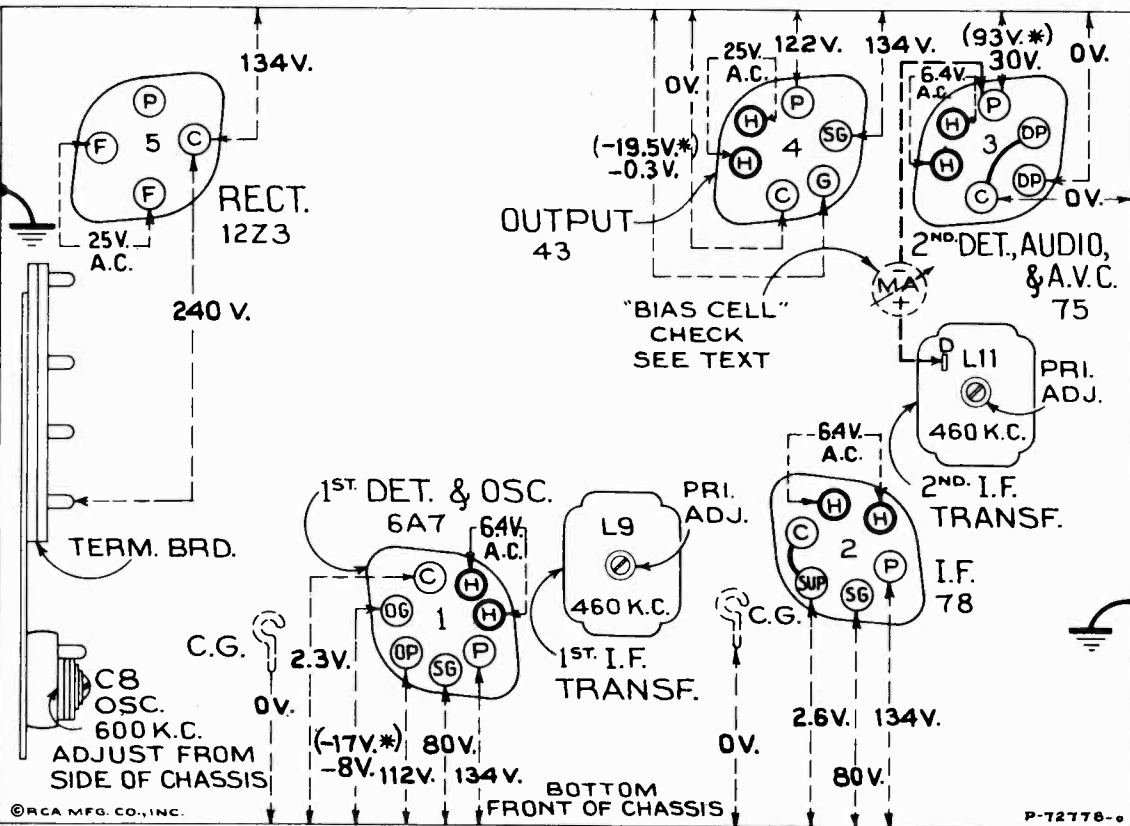 134V.
P
F
5
C
F
25V.
A.C.
RECT.
12Z3
240 V.
TERM. BRD.
C8
OSC.
600 K.C.
ADJUST FROM
SIDE OF CHASSIS
©RCA MFG. CO., INC.
0V.
25V.
A.C.
122V.
134V.
(-19.5V.*)
-0.3V.
H
P
H
4
SG
C
G
OUTPUT
43
"BIAS CELL"
CHECK
SEE TEXT
MA
+
(93V.*)
30V.
0V.
6.4V.
A.C.
P
H
3
DP
H
DP
C
0V.
2ND. DET., AUDIO,
& A.V.C.
75
D
L11
460 K.C.
PRI.
ADJ.
2ND. I.F.
TRANSF.
1ST. DET. & OSC.
6A7
6.4V.
A.C.
C
H
H
OG
1
OP
SG
P
C.G.
0V.
2.3V.
(-17V.*)
-8V.
112V.
80V.
134V.
L9
460 K.C.
PRI.
ADJ.
1ST. I.F.
TRANSF.
6.4V.
A.C.
H
H
C
2
SUP
SG
P
I.F.
78
C.G.
0V.
2.6V.
80V.
134V.
BOTTOM
FRONT OF CHASSIS
P-72778-0